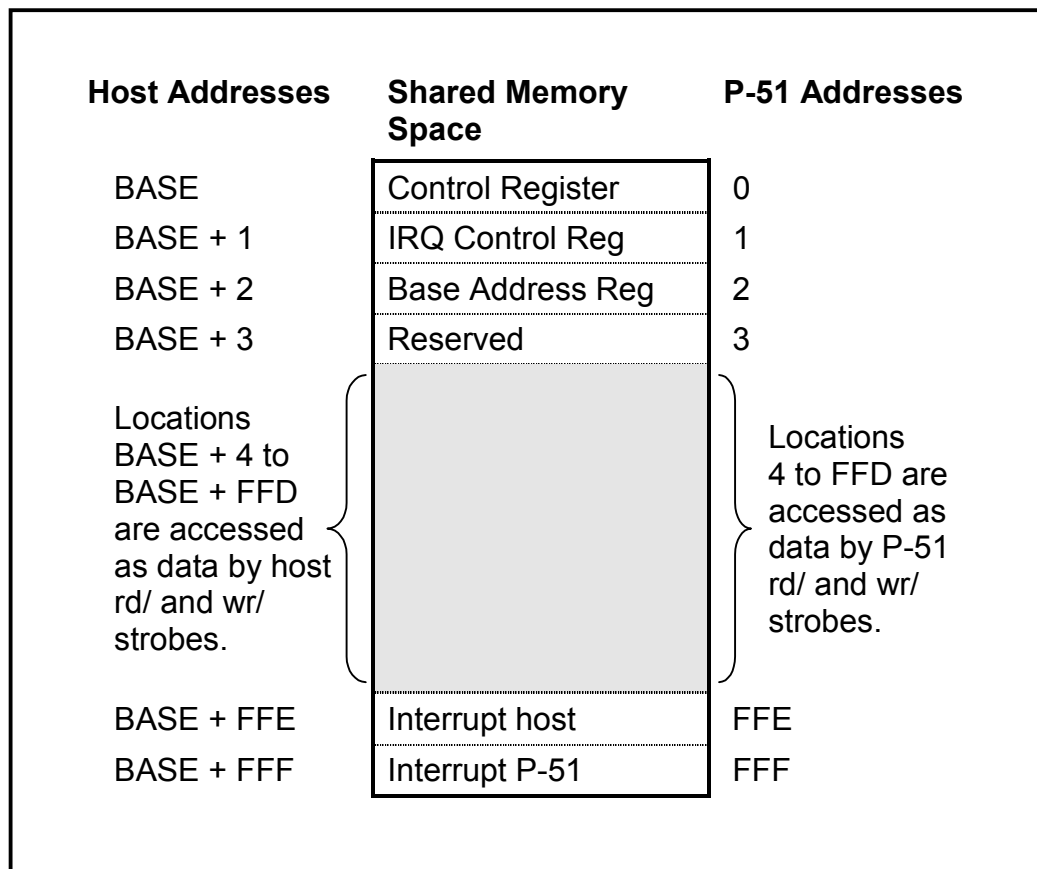 Host Addresses
Shared Memory
Space
P-51 Addresses
BASE
Control Register
0
BASE + 1
IRQ Control Reg
1
BASE + 2
Base Address Reg
2
BASE + 3
Reserved
3
Locations
BASE + 4 to
BASE + FFD
are accessed
as data by host
rd/ and wr/
strobes.
Locations
4 to FFD are
accessed as
data by P-51
rd/ and wr/
strobes.
BASE + FFE
Interrupt host
FFE
BASE + FFF
Interrupt P-51
FFF